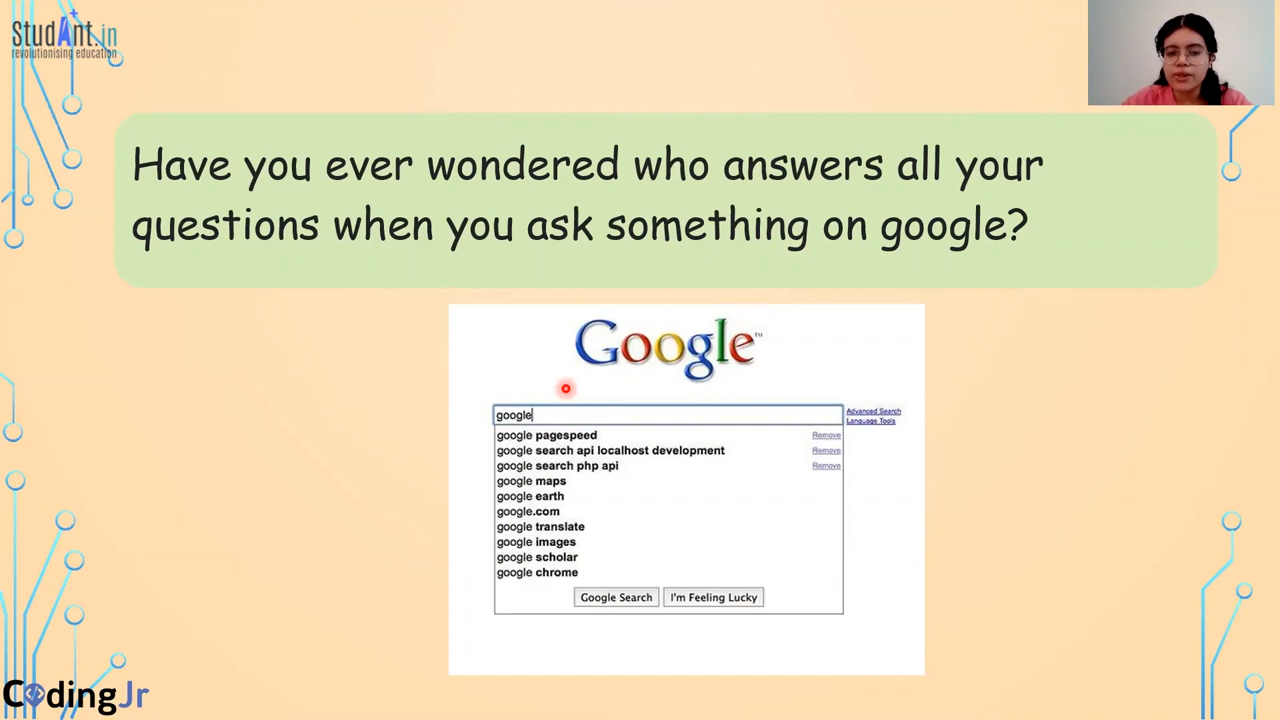 StudAnt.in
revolutionising education
Have you ever wondered who answers all your
questions when you ask something on google?
Google™
google
Advanced Search
Language Tools
google pagespeed Remove
google search api localhost development Remove
google search php api Remove
google maps
google earth
google.com
google translate
google images
google scholar
google chrome
Google Search I'm Feeling Lucky
CodingJr